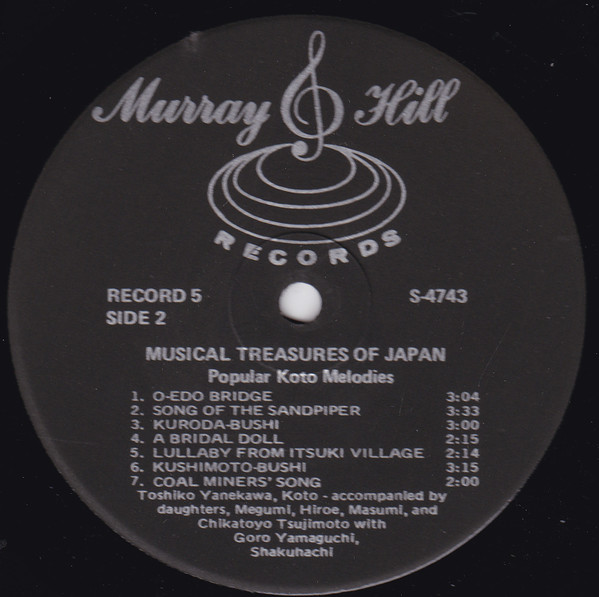 Murray Hill
RECORDS
RECORD 5
S-4743
SIDE 2
MUSICAL TREASURES OF JAPAN
Popular Koto Melodies
1. O-EDO BRIDGE 3:04
2. SONG OF THE SANDPIPER 3:33
3. KURODA-BUSHI 3:00
4. A BRIDAL DOLL 2:15
5. LULLABY FROM ITSUKI VILLAGE 2:14
6. KUSHIMOTO-BUSHI 3:15
7. COAL MINERS' SONG 2:00
Toshiko Yanekawa, Koto - accompanied by
daughters, Megumi, Hiroe, Masumi, and
Chikatoyo Tsujimoto with
Goro Yamaguchi,
Shakuhachi